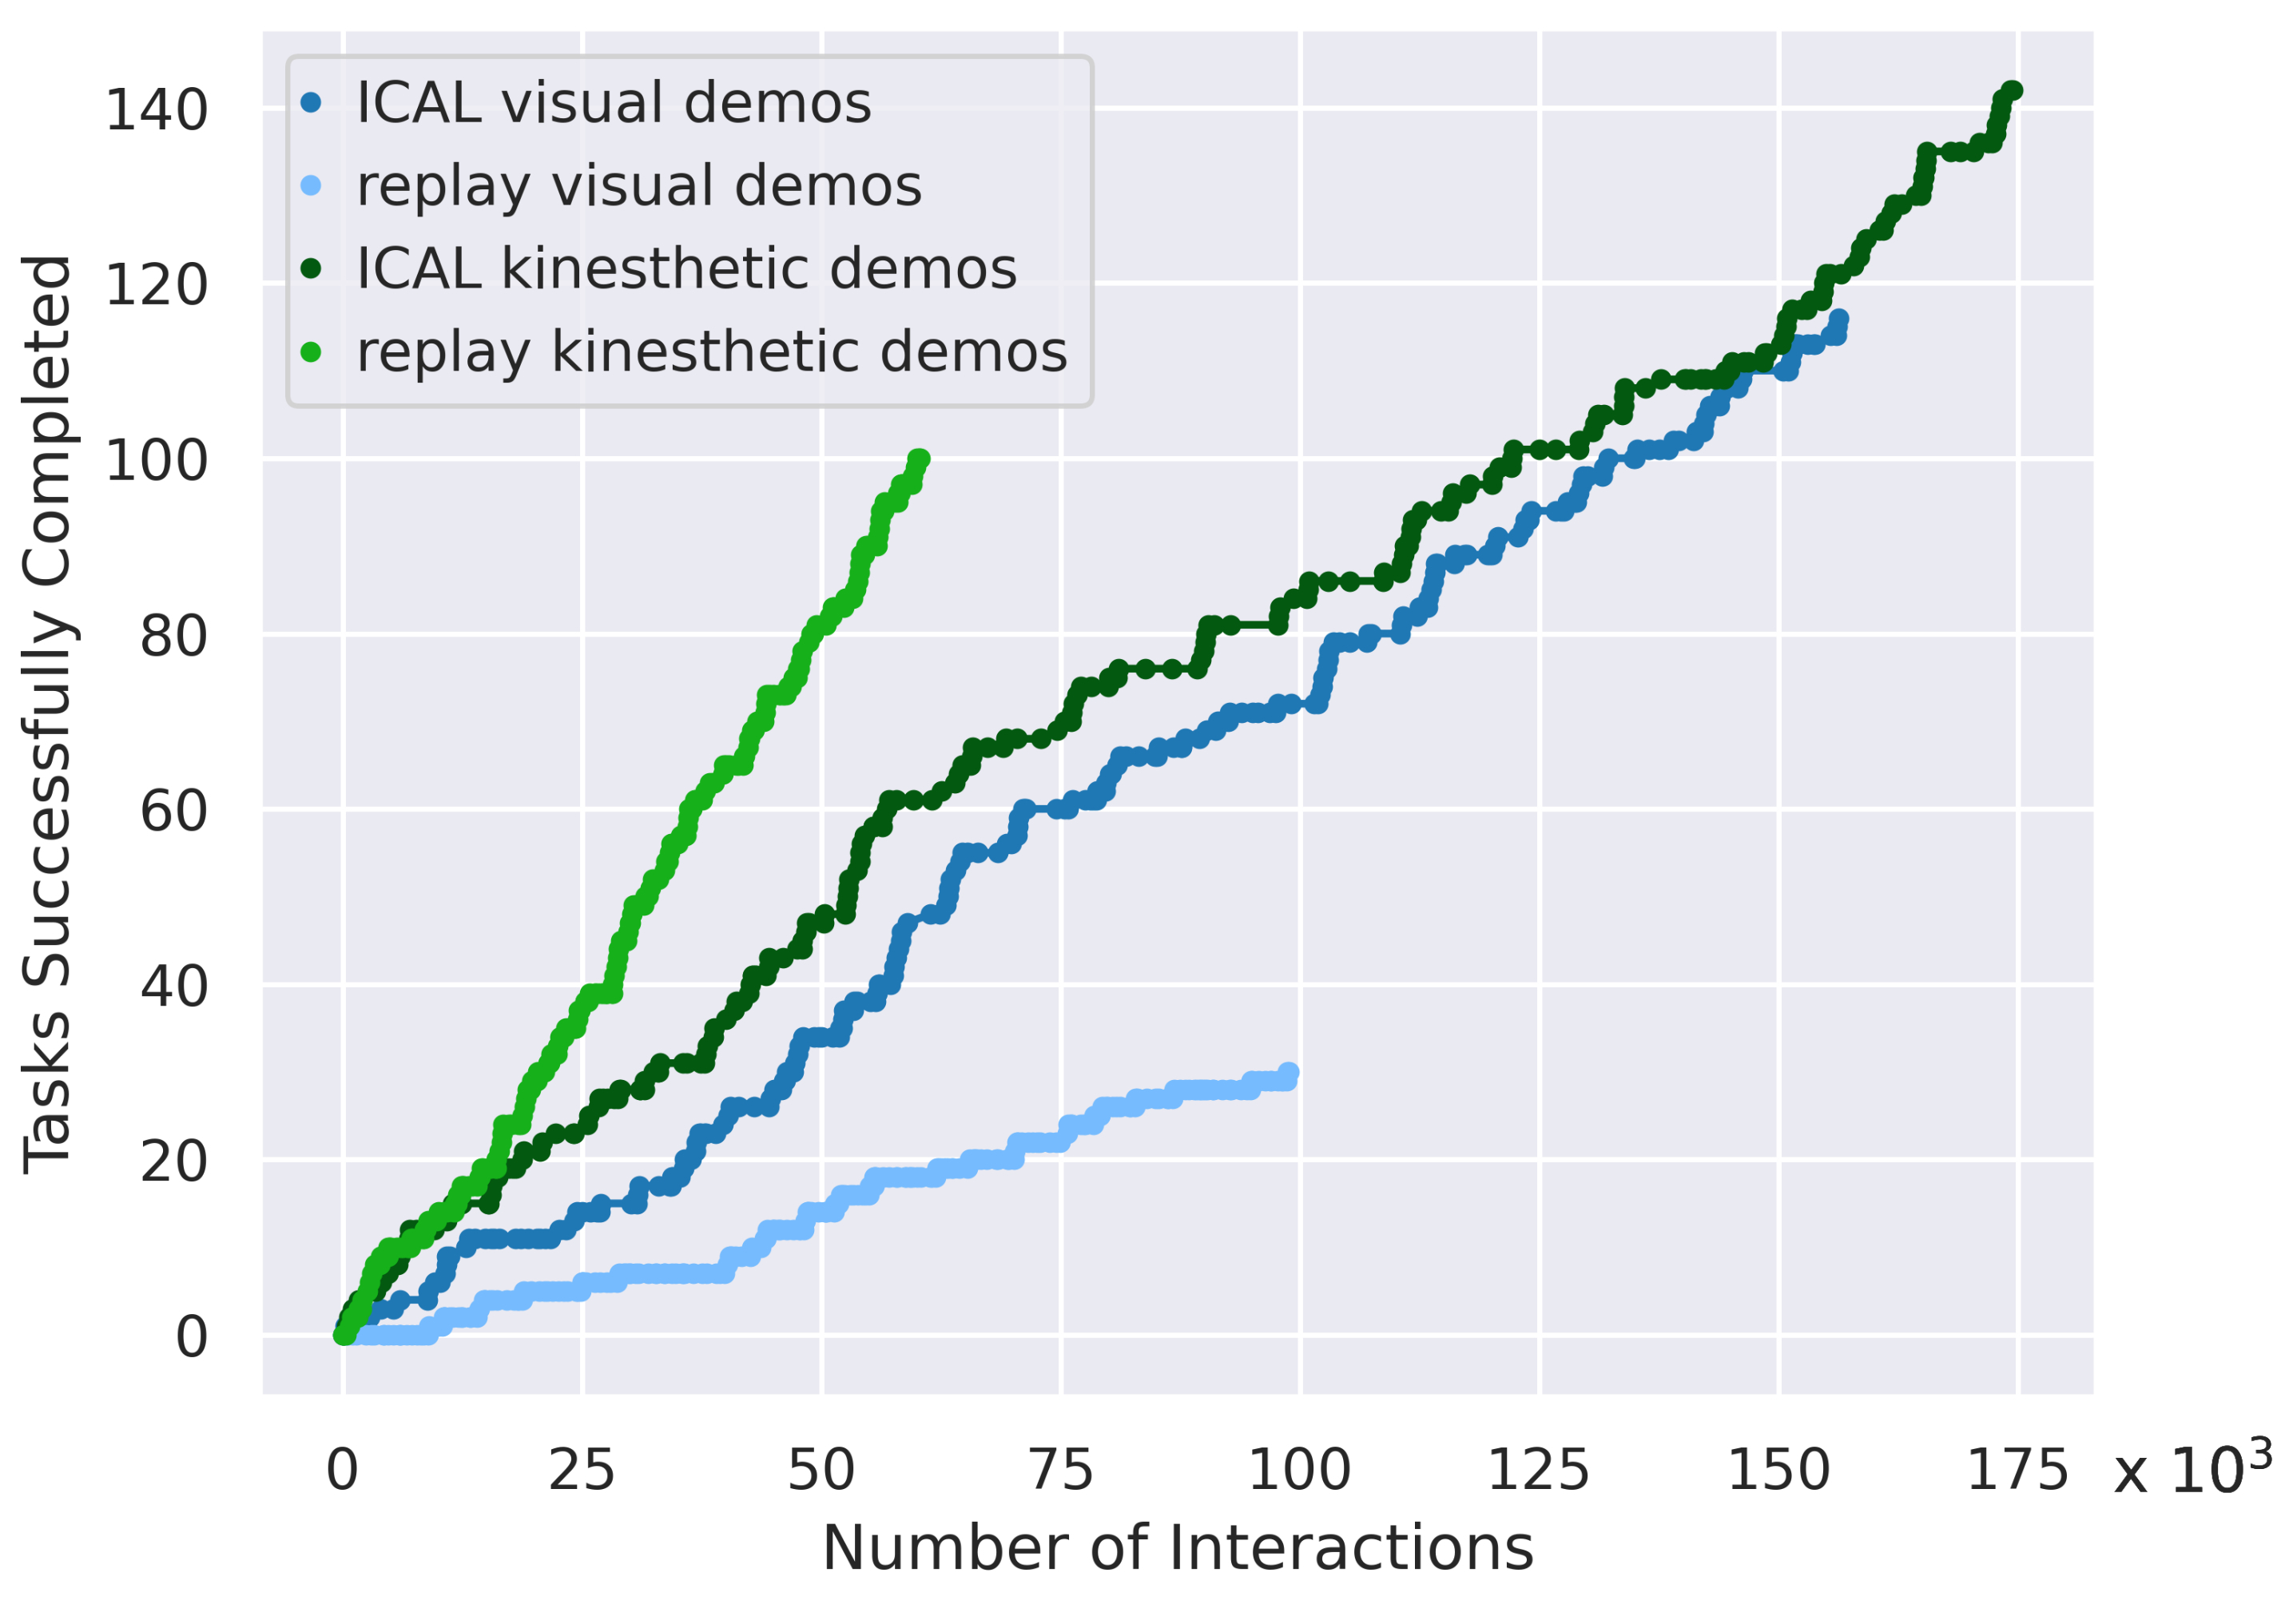 ICAL visual demos
replay visual demos
ICAL kinesthetic demos
replay kinesthetic demos
Tasks Successfully Completed
140
120
100
80
60
40
20
0
0 25 50 75 100 125 150 175 x 10³
Number of Interactions